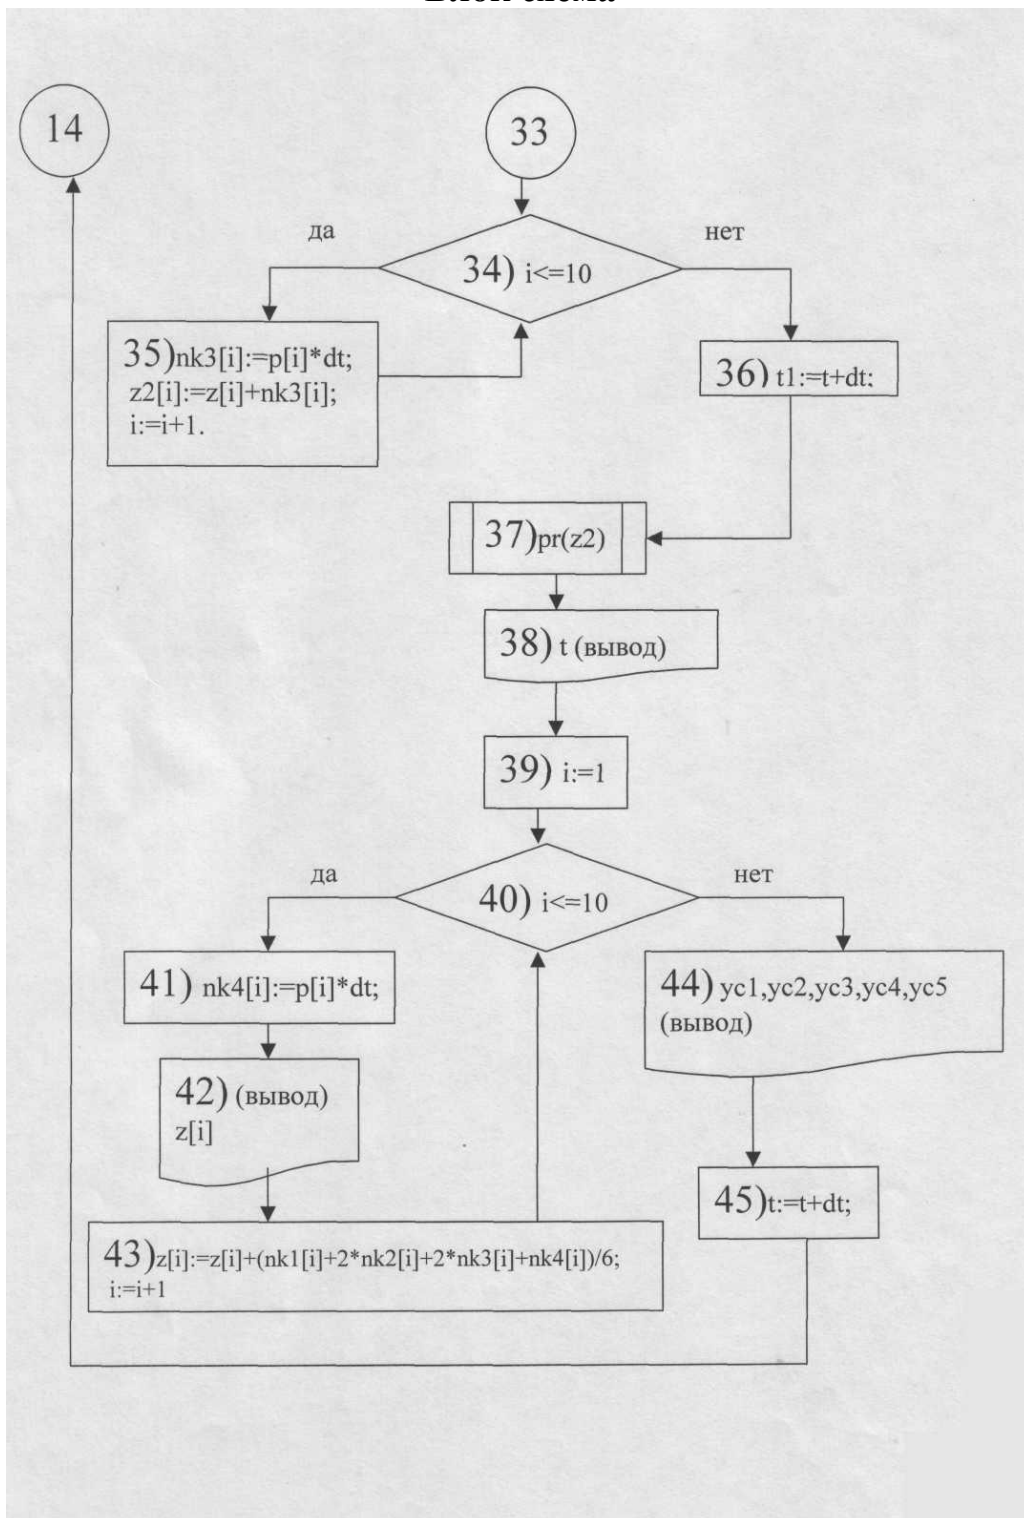 14
33
да
нет
34) i<=10
35)nk3[i]:=p[i]*dt;
z2[i]:=z[i]+nk3[i];
i:=i+1.
36) t1:=t+dt;
37)pr(z2)
38) t (вывод)
39) i:=1
да
нет
40) i<=10
41) nk4[i]:=p[i]*dt;
44) yc1,yc2,yc3,yc4,yc5
(вывод)
42) (вывод)
z[i]
45)t:=t+dt;
43)z[i]:=z[i]+(nk1[i]+2*nk2[i]+2*nk3[i]+nk4[i])/6;
i:=i+1